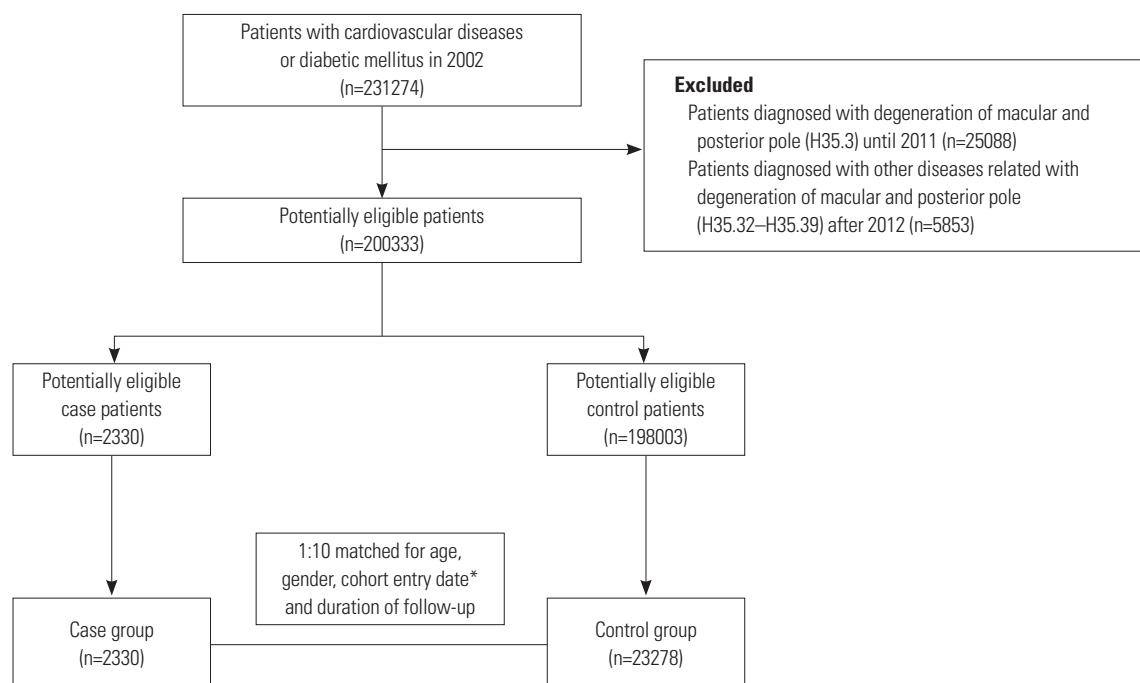 Patients with cardiovascular diseases
or diabetic mellitus in 2002
(n=231274)
Excluded
Patients diagnosed with degeneration of macular and
posterior pole (H35.3) until 2011 (n=25088)
Patients diagnosed with other diseases related with
degeneration of macular and posterior pole
(H35.32–H35.39) after 2012 (n=5853)
Potentially eligible patients
(n=200333)
Potentially eligible
case patients
(n=2330)
Potentially eligible
control patients
(n=198003)
1:10 matched for age,
gender, cohort entry date*
and duration of follow-up
Case group
(n=2330)
Control group
(n=23278)